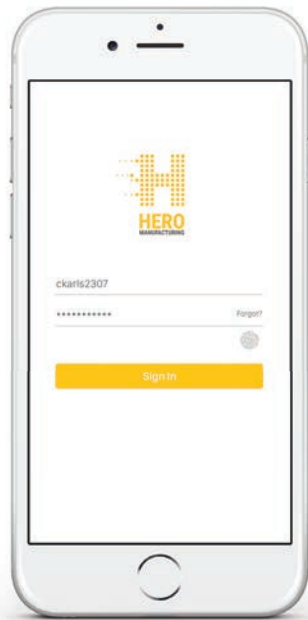 HERO
MANUFACTURING
ckarls2307
•••••••••••
Forgot?
Sign In